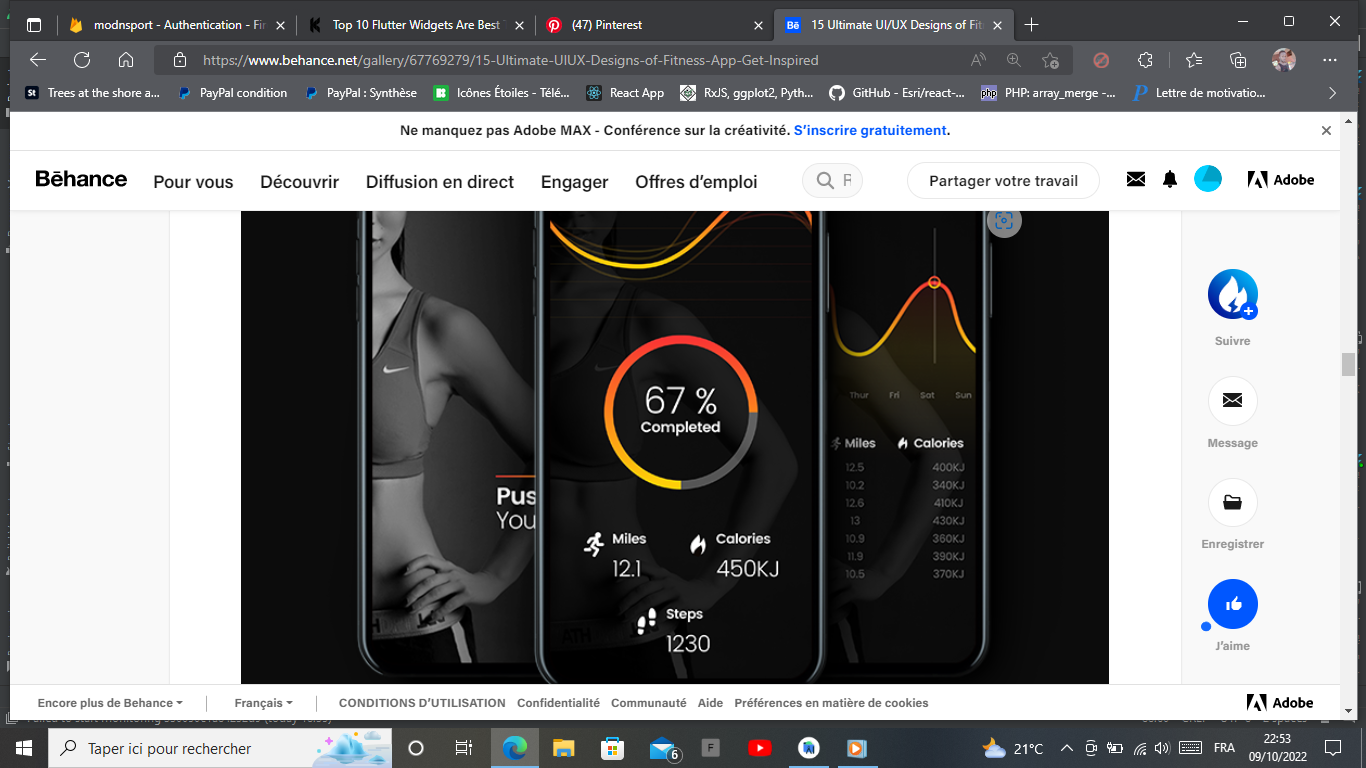 modnsport - Authentication - Fir
Top 10 Flutter Widgets Are Best
(47) Pinterest
Bē
15 Ultimate UI/UX Designs of Fit
https://www.behance.net/gallery/67769279/15-Ultimate-UIUX-Designs-of-Fitness-App-Get-Inspired
St Trees at the shore a...
PayPal condition
PayPal : Synthèse
Icônes Étoiles - Télé...
React App
RxJS, ggplot2, Pyth...
GitHub - Esri/react-...
php PHP: array_merge -...
Lettre de motivatio...
Ne manquez pas Adobe MAX - Conférence sur la créativité. S'inscrire gratuitement.
Bēhance
Pour vous
Découvrir
Diffusion en direct
Engager
Offres d'emploi
Partager votre travail
Adobe
67 %
Completed
Pus
You
Miles
12.1
Calories
450KJ
Steps
1230
Thur Fri Sat Sun
Miles Calories
12.5 400KJ
10.2 340KJ
12.6 410KJ
13 430KJ
10.9 360KJ
11.9 390KJ
10.5 370KJ
Suivre
Message
Enregistrer
J'aime
Encore plus de Behance
Français
CONDITIONS D'UTILISATION
Confidentialité
Communauté
Aide
Préférences en matière de cookies
Adobe
Taper ici pour rechercher
6
F
21°C
FRA
22:53
09/10/2022